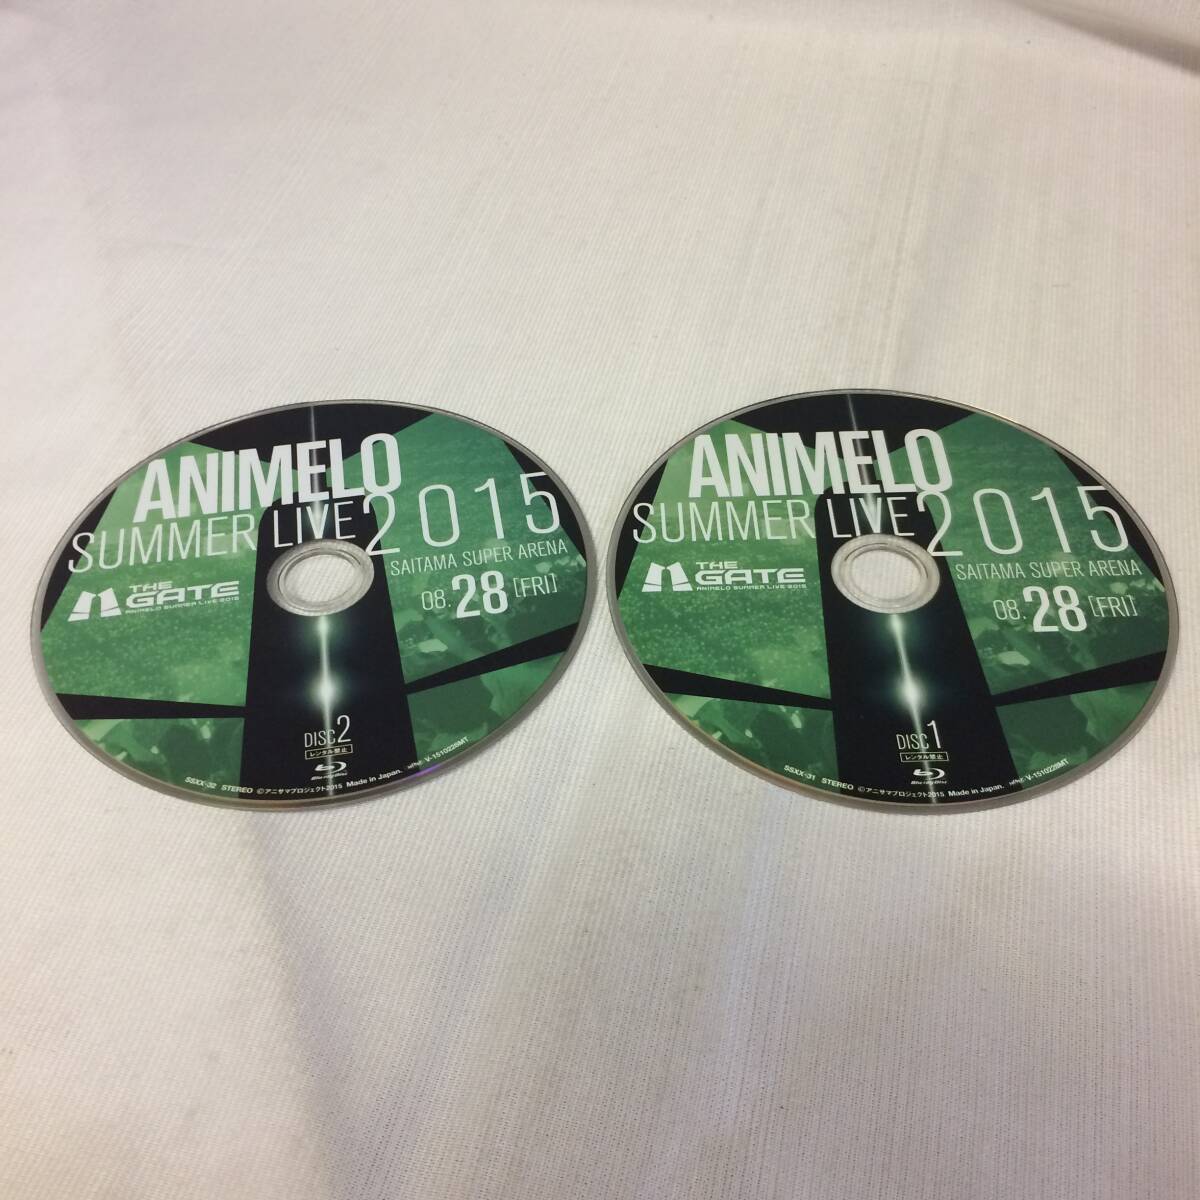 ANIMELO
SUMMER LIVE 2015
SAITAMA SUPER ARENA
THE GATE
ANIMELO SUMMER LIVE 2015
08.28 [FRI]
DISC 2
レンタル禁止
Blu-ray Disc
SSXX-32 STEREO ©アニサマプロジェクト2015 Made in Japan. V-1510226MT
ANIMELO
SUMMER LIVE 2015
SAITAMA SUPER ARENA
THE GATE
ANIMELO SUMMER LIVE 2015
08.28 [FRI]
DISC 1
レンタル禁止
Blu-ray Disc
SSXX-31 STEREO ©アニサマプロジェクト2015 Made in Japan. V-1510226MT